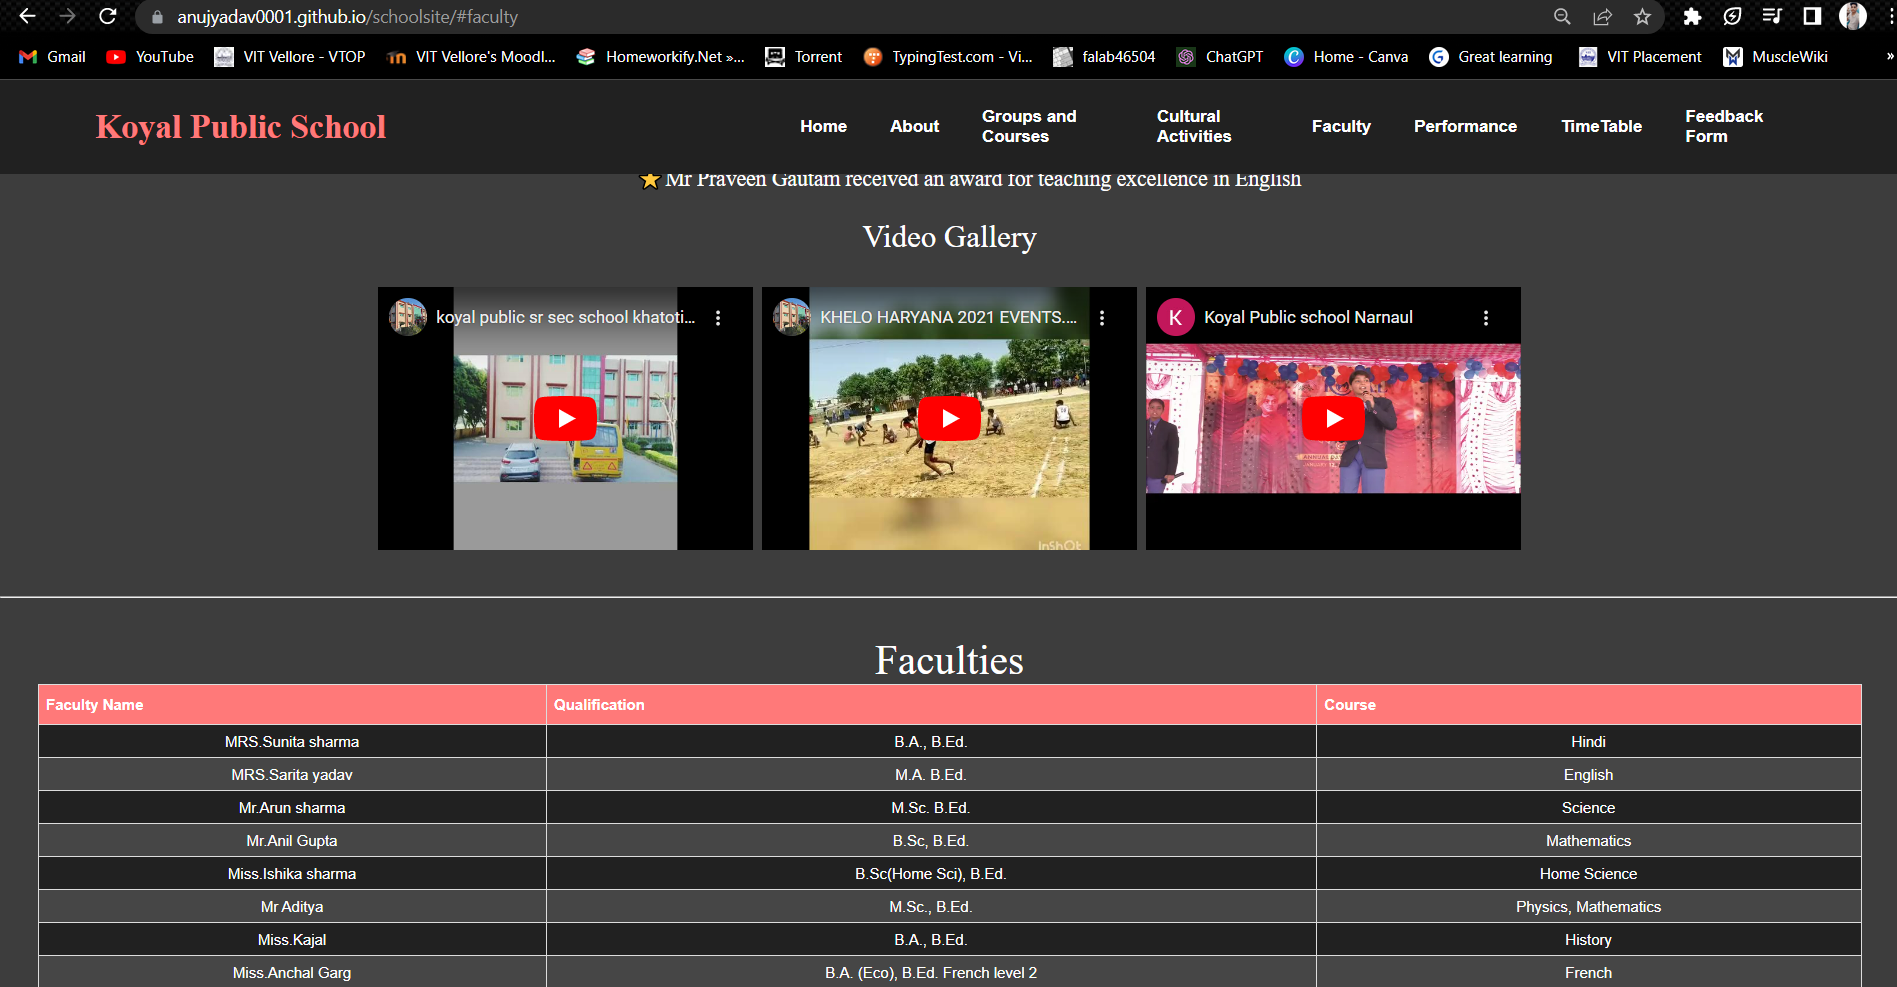 anujyadav0001.github.io/schoolsite/#faculty
Gmail YouTube VIT Vellore - VTOP VIT Vellore's Moodl... Homeworkify.Net »... Torrent TypingTest.com - Vi... falab46504 ChatGPT Home - Canva Great learning VIT Placement MuscleWiki »
Koyal Public School
Home About Groups and Courses Cultural Activities Faculty Performance TimeTable Feedback Form
Mr Praveen Gautam received an award for teaching excellence in English
Video Gallery
koyal public sr sec school khatoti...
KHELO HARYANA 2021 EVENTS....
K Koyal Public school Narnaul
InShOt
Faculties
Faculty Name Qualification Course
MRS.Sunita sharma B.A., B.Ed. Hindi
MRS.Sarita yadav M.A. B.Ed. English
Mr.Arun sharma M.Sc. B.Ed. Science
Mr.Anil Gupta B.Sc, B.Ed. Mathematics
Miss.Ishika sharma B.Sc(Home Sci), B.Ed. Home Science
Mr Aditya M.Sc., B.Ed. Physics, Mathematics
Miss.Kajal B.A., B.Ed. History
Miss.Anchal Garg B.A. (Eco), B.Ed. French level 2 French